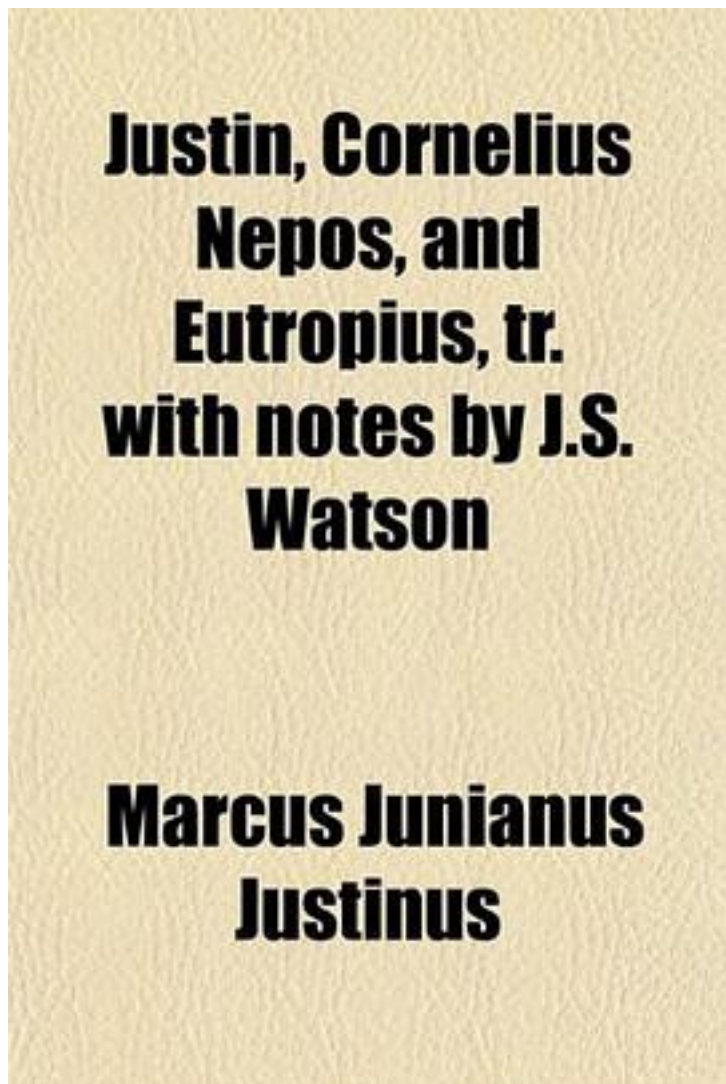 Justin, Cornelius
Nepos, and
Eutropius, tr.
with notes by J.S.
Watson
Marcus Junianus
Justinus